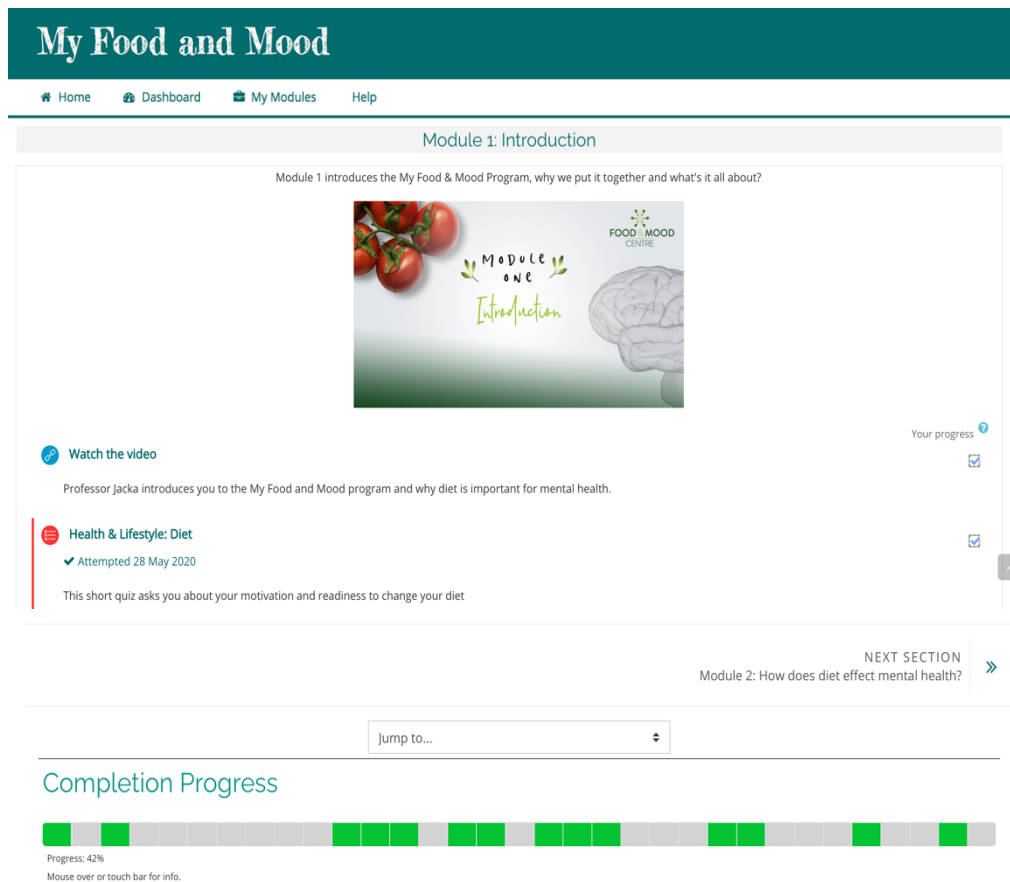 My Food and Mood
Home Dashboard My Modules Help
Module 1: Introduction
Module 1 introduces the My Food & Mood Program, why we put it together and what's it all about?
FOOD & MOOD
CENTRE
MODULE
ONE
Introduction
Your progress ?
Watch the video
Professor Jacka introduces you to the My Food and Mood program and why diet is important for mental health.
Health & Lifestyle: Diet
Attempted 28 May 2020
This short quiz asks you about your motivation and readiness to change your diet
NEXT SECTION
Module 2: How does diet effect mental health?
Jump to...
Completion Progress
Progress: 42%
Mouse over or touch bar for info.